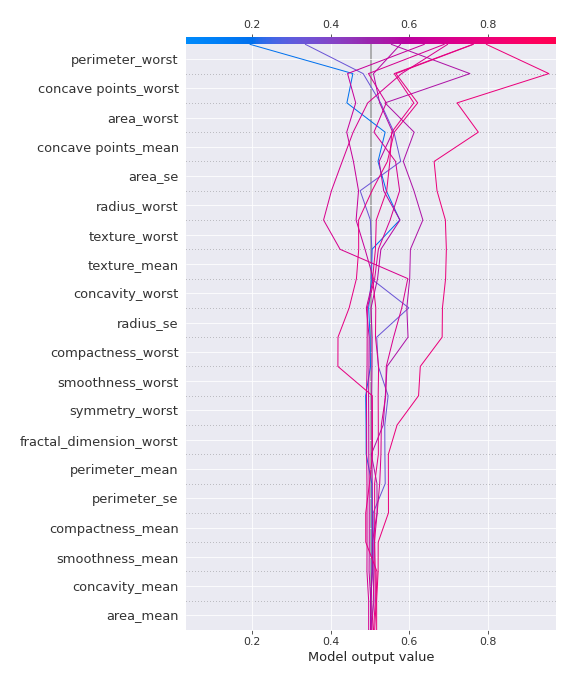 0.2 0.4 0.6 0.8
perimeter_worst
concave points_worst
area_worst
concave points_mean
area_se
radius_worst
texture_worst
texture_mean
concavity_worst
radius_se
compactness_worst
smoothness_worst
symmetry_worst
fractal_dimension_worst
perimeter_mean
perimeter_se
compactness_mean
smoothness_mean
concavity_mean
area_mean
0.2 0.4 0.6 0.8
Model output value